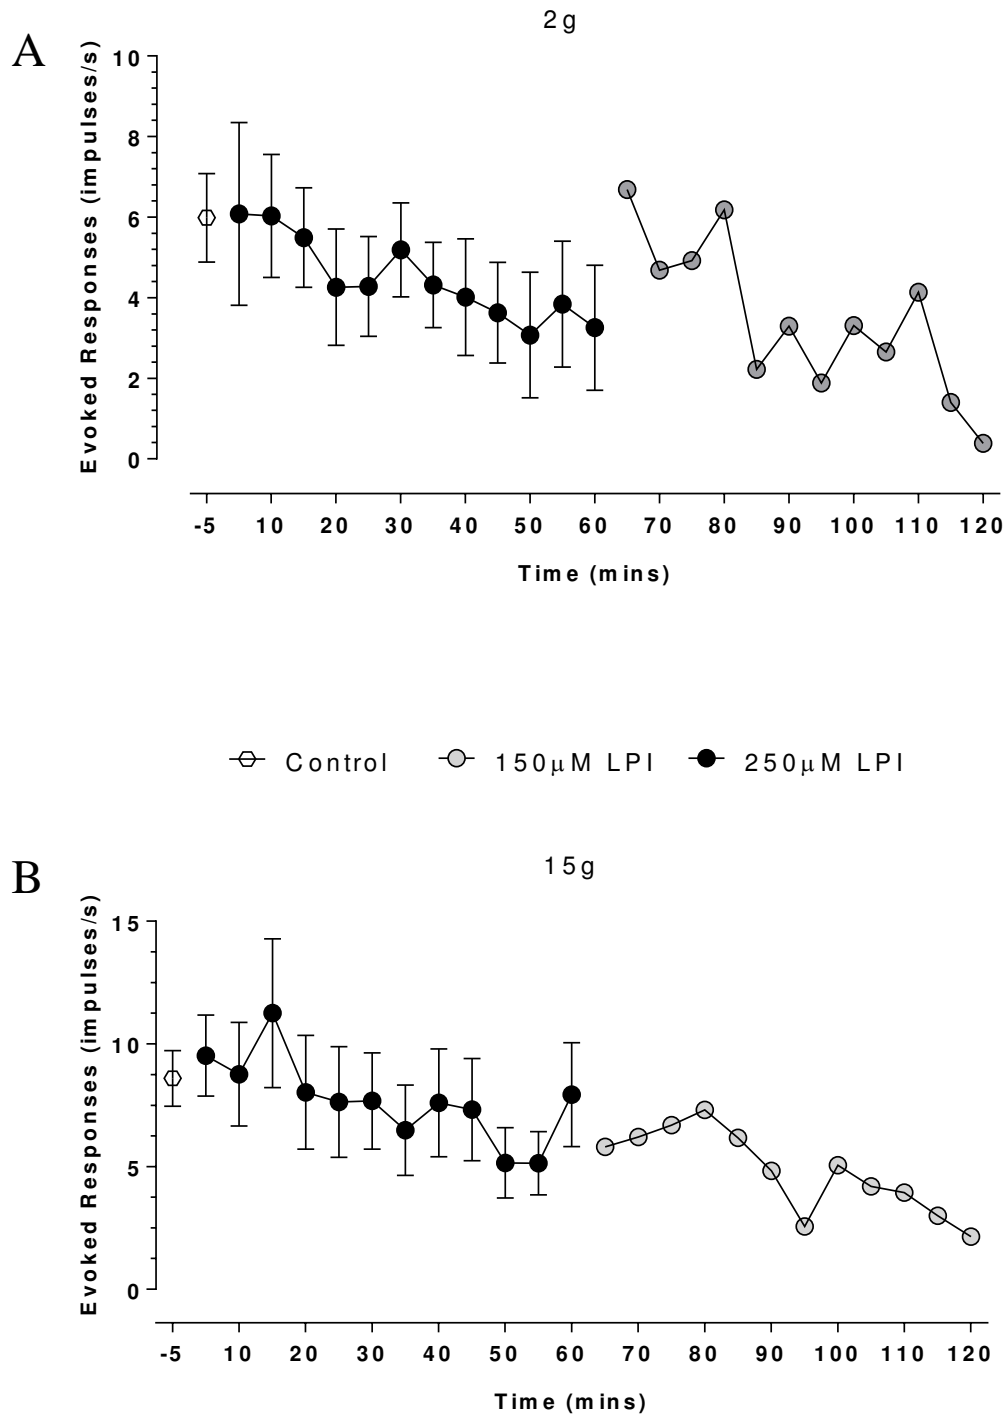 A
2g
Evoked Responses (impulses/s)
10
8
6
4
2
0
-5 10 20 30 40 50 60 70 80 90 100 110 120
Time (mins)
Control 150μM LPI 250μM LPI
B
15g
Evoked Responses (impulses/s)
15
10
5
0
-5 10 20 30 40 50 60 70 80 90 100 110 120
Time (mins)